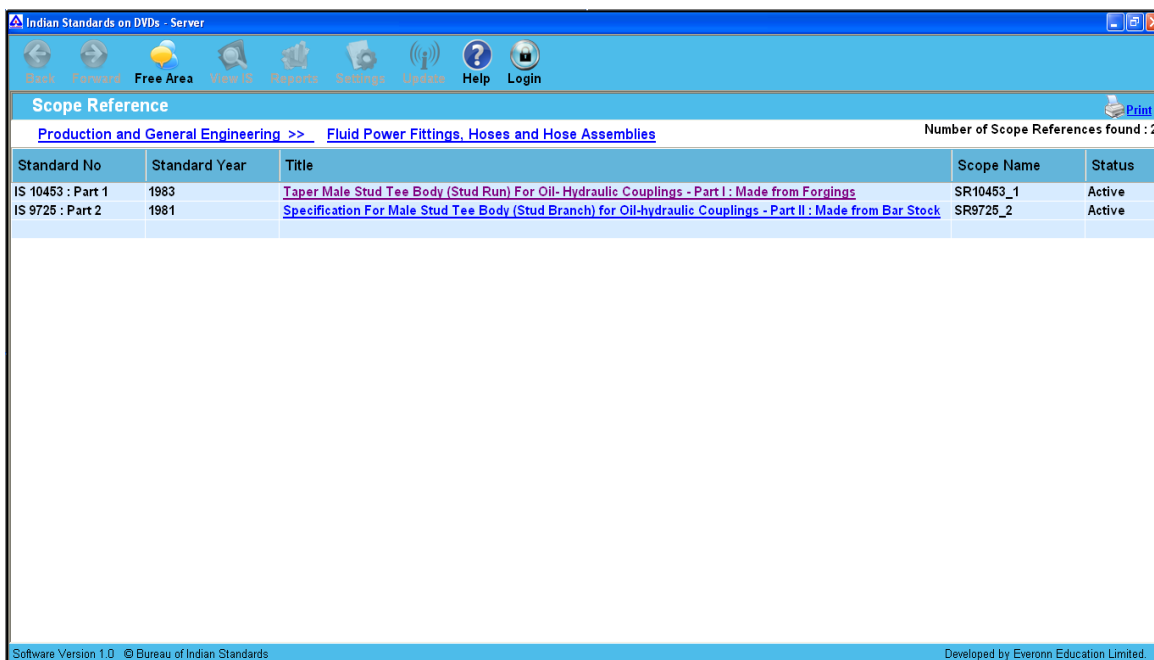 Indian Standards on DVDs - Server
Back Forward Free Area View IS Reports Settings Update Help Login
Scope Reference
Print
Production and General Engineering >> Fluid Power Fittings, Hoses and Hose Assemblies Number of Scope References found : 2
Standard No Standard Year Title Scope Name Status
IS 10453 : Part 1 1983 Taper Male Stud Tee Body (Stud Run) For Oil- Hydraulic Couplings - Part I : Made from Forgings SR10453_1 Active
IS 9725 : Part 2 1981 Specification For Male Stud Tee Body (Stud Branch) for Oil-hydraulic Couplings - Part II : Made from Bar Stock SR9725_2 Active
Software Version 1.0 © Bureau of Indian Standards Developed by Everonn Education Limited.